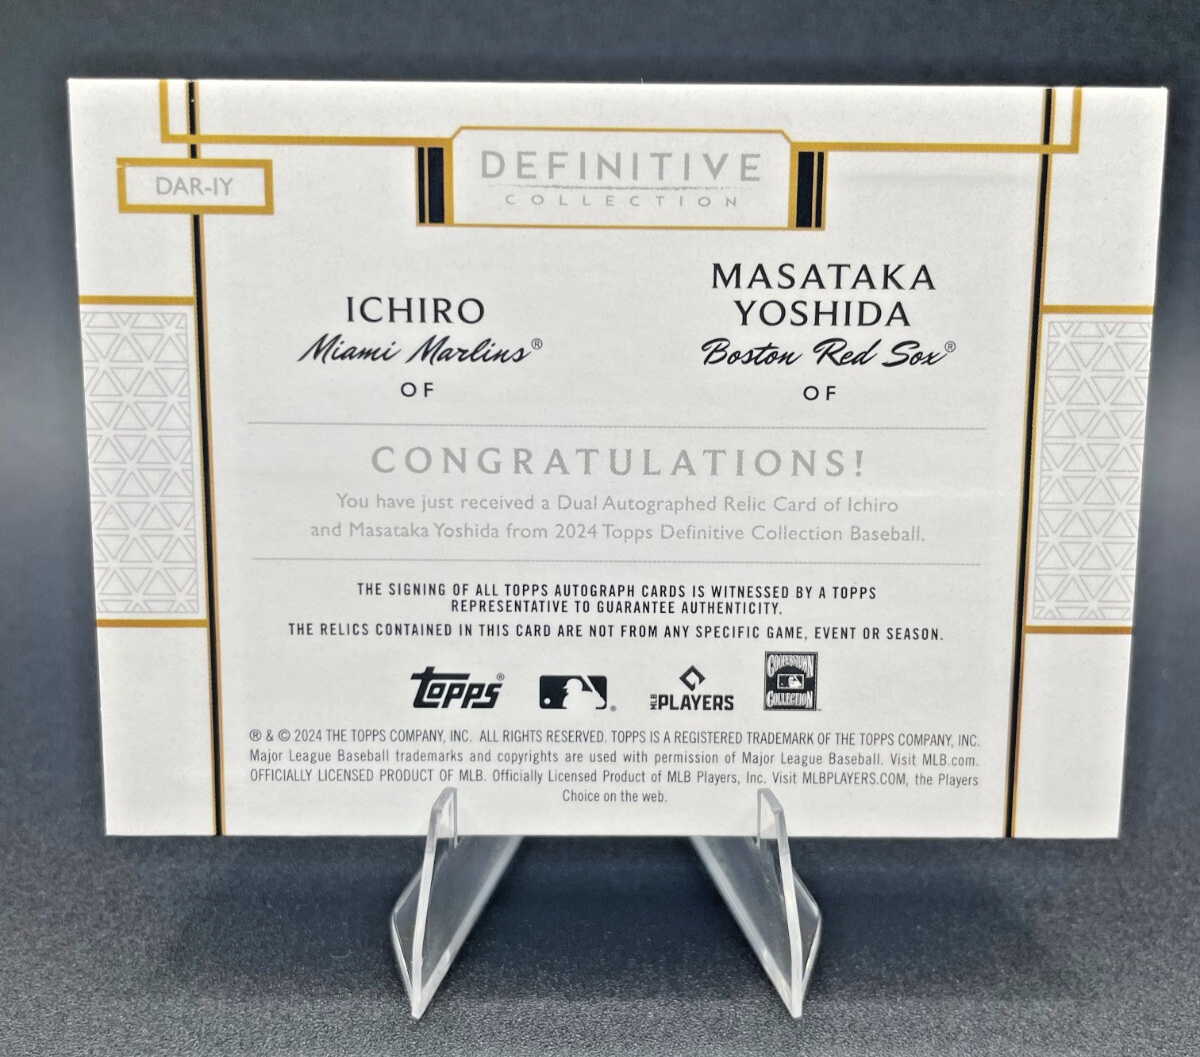 DAR-IY
DEFINITIVE
COLLECTION
ICHIRO
Miami Marlins®
OF
MASATAKA
YOSHIDA
Boston Red Sox®
OF
CONGRATULATIONS!
You have just received a Dual Autographed Relic Card of Ichiro
and Masataka Yoshida from 2024 Topps Definitive Collection Baseball.
THE SIGNING OF ALL TOPPS AUTOGRAPH CARDS IS WITNESSED BY A TOPPS
REPRESENTATIVE TO GUARANTEE AUTHENTICITY.
THE RELICS CONTAINED IN THIS CARD ARE NOT FROM ANY SPECIFIC GAME, EVENT OR SEASON.
topps®
®
MLB PLAYERS
COOPERSTOWN
COLLECTION
® & © 2024 THE TOPPS COMPANY, INC. ALL RIGHTS RESERVED. TOPPS IS A REGISTERED TRADEMARK OF THE TOPPS COMPANY, INC.
Major League Baseball trademarks and copyrights are used with permission of Major League Baseball. Visit MLB.com.
OFFICIALLY LICENSED PRODUCT OF MLB. Officially Licensed Product of MLB Players, Inc. Visit MLBPLAYERS.COM, the Players
Choice on the web.